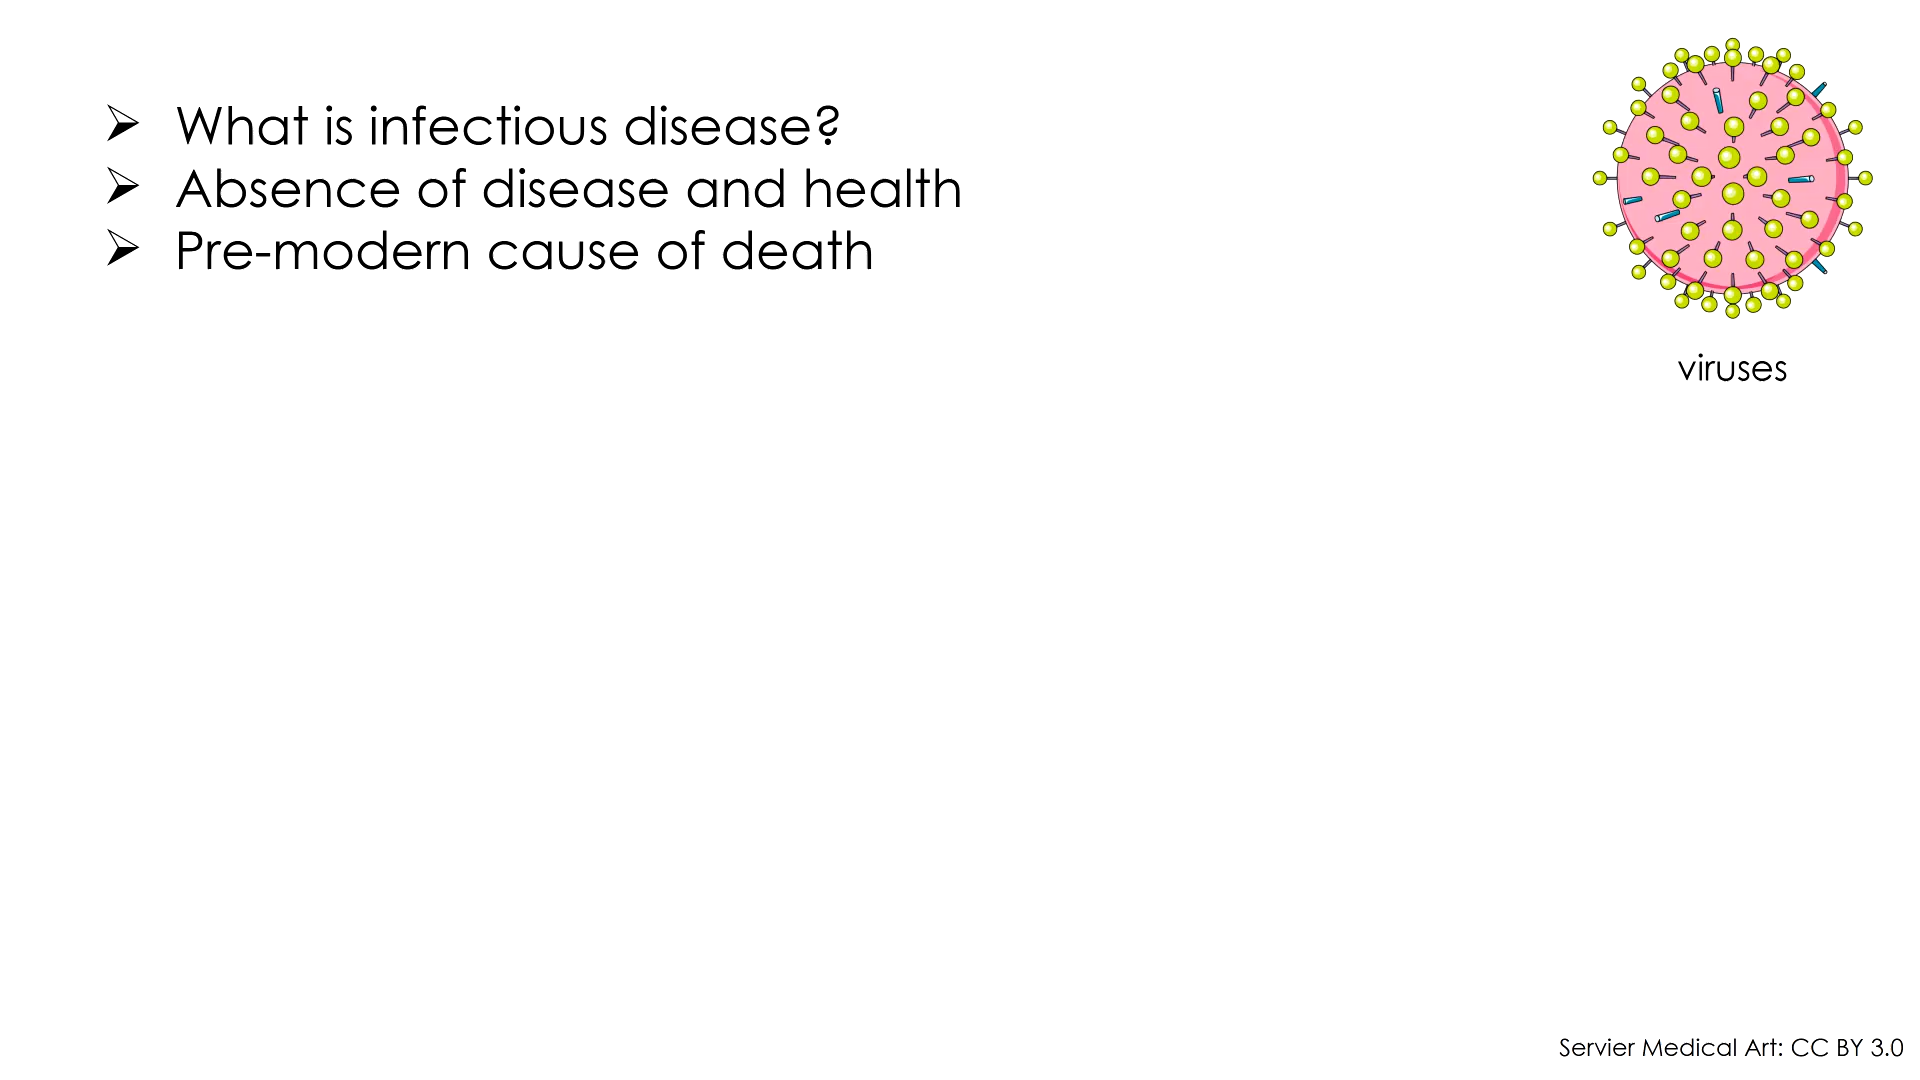 ➢ What is infectious disease?
➢ Absence of disease and health
➢ Pre-modern cause of death
viruses
Servier Medical Art: CC BY 3.0